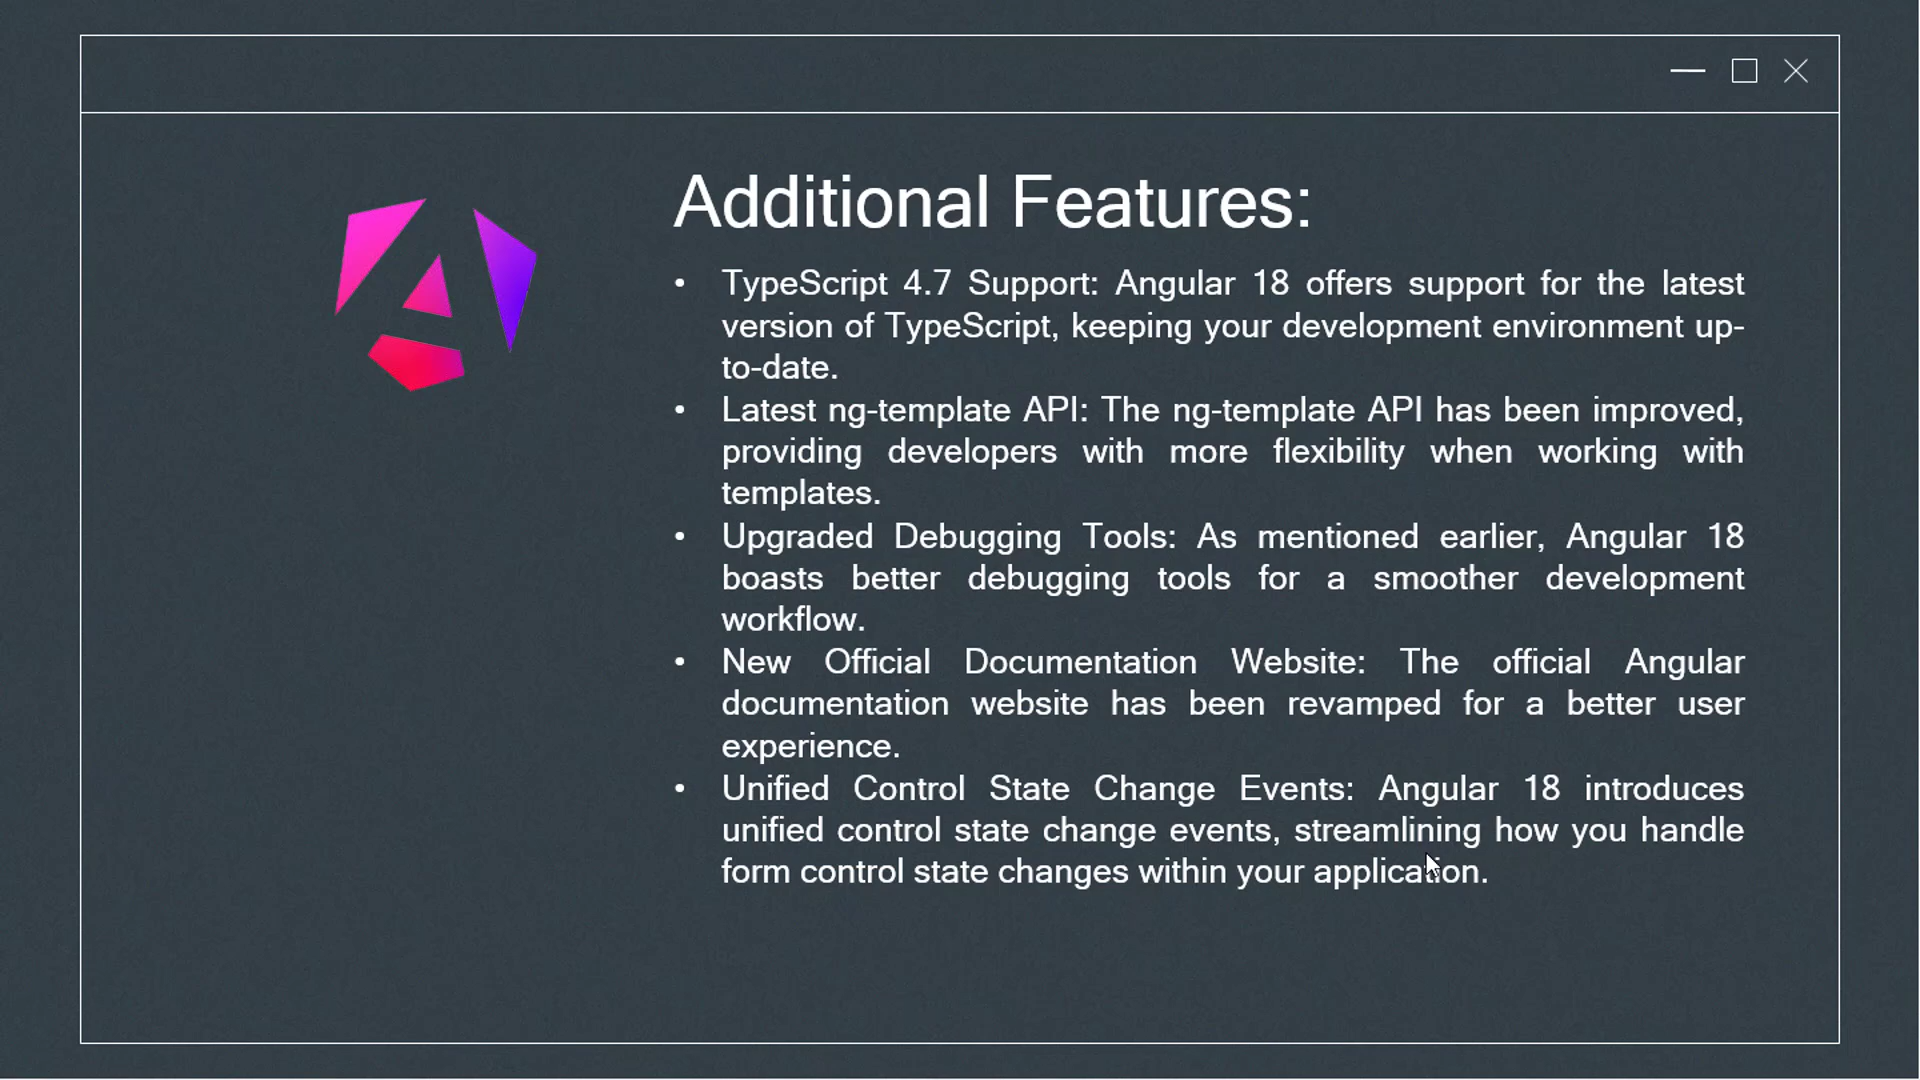 Additional Features:
• TypeScript 4.7 Support: Angular 18 offers support for the latest
version of TypeScript, keeping your development environment up-
to-date.
• Latest ng-template API: The ng-template API has been improved,
providing developers with more flexibility when working with
templates.
• Upgraded Debugging Tools: As mentioned earlier, Angular 18
boasts better debugging tools for a smoother development
workflow.
• New Official Documentation Website: The official Angular
documentation website has been revamped for a better user
experience.
• Unified Control State Change Events: Angular 18 introduces
unified control state change events, streamlining how you handle
form control state changes within your application.